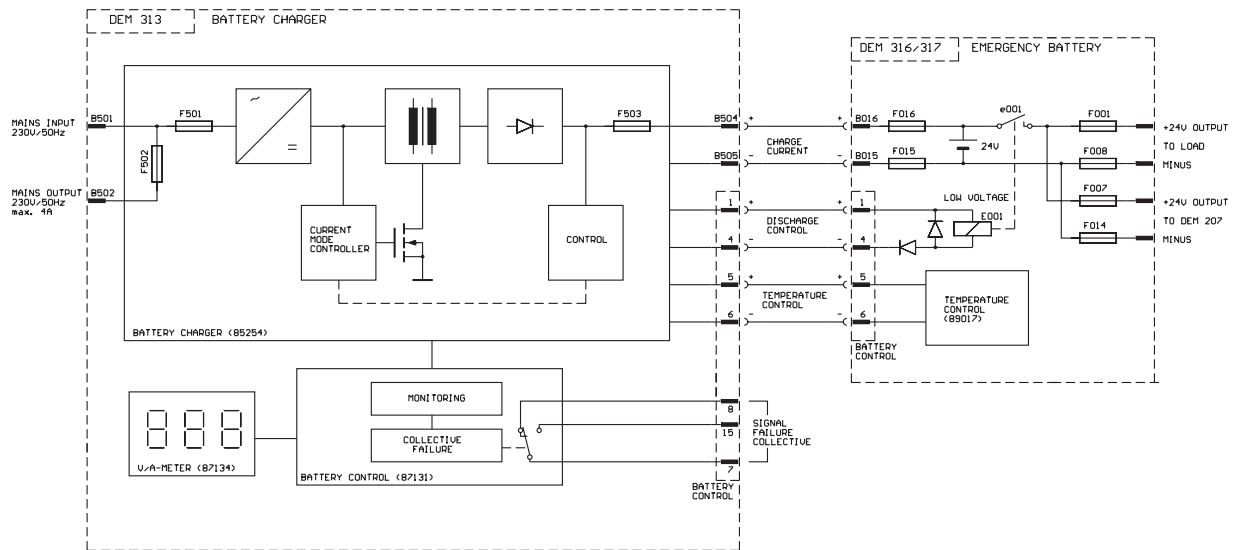 DEM 313
BATTERY CHARGER
DEM 316/317
EMERGENCY BATTERY
MAINS INPUT
230V/50Hz
B501
F501
F502
MAINS OUTPUT
230V/50Hz
max. 4A
B502
~
=
F503
CURRENT
MODE
CONTROLLER
CONTROL
BATTERY CHARGER (85254)
B504
+
+
B016
F016
e001
F001
+24V OUTPUT
CHARGE
CURRENT
24V
TO LOAD
B505
-
-
B015
F015
F008
MINUS
1
+
+
1
LOW VOLTAGE
F007
+24V OUTPUT
DISCHARGE
CONTROL
E001
TO DEM 207
4
-
-
4
F014
MINUS
5
+
+
5
TEMPERATURE
CONTROL
TEMPERATURE
CONTROL
(89017)
6
-
-
6
BATTERY
CONTROL
888
V/A-METER (87134)
MONITORING
COLLECTIVE
FAILURE
BATTERY CONTROL (87131)
8
15
7
SIGNAL
FAILURE
COLLECTIVE
BATTERY
CONTROL